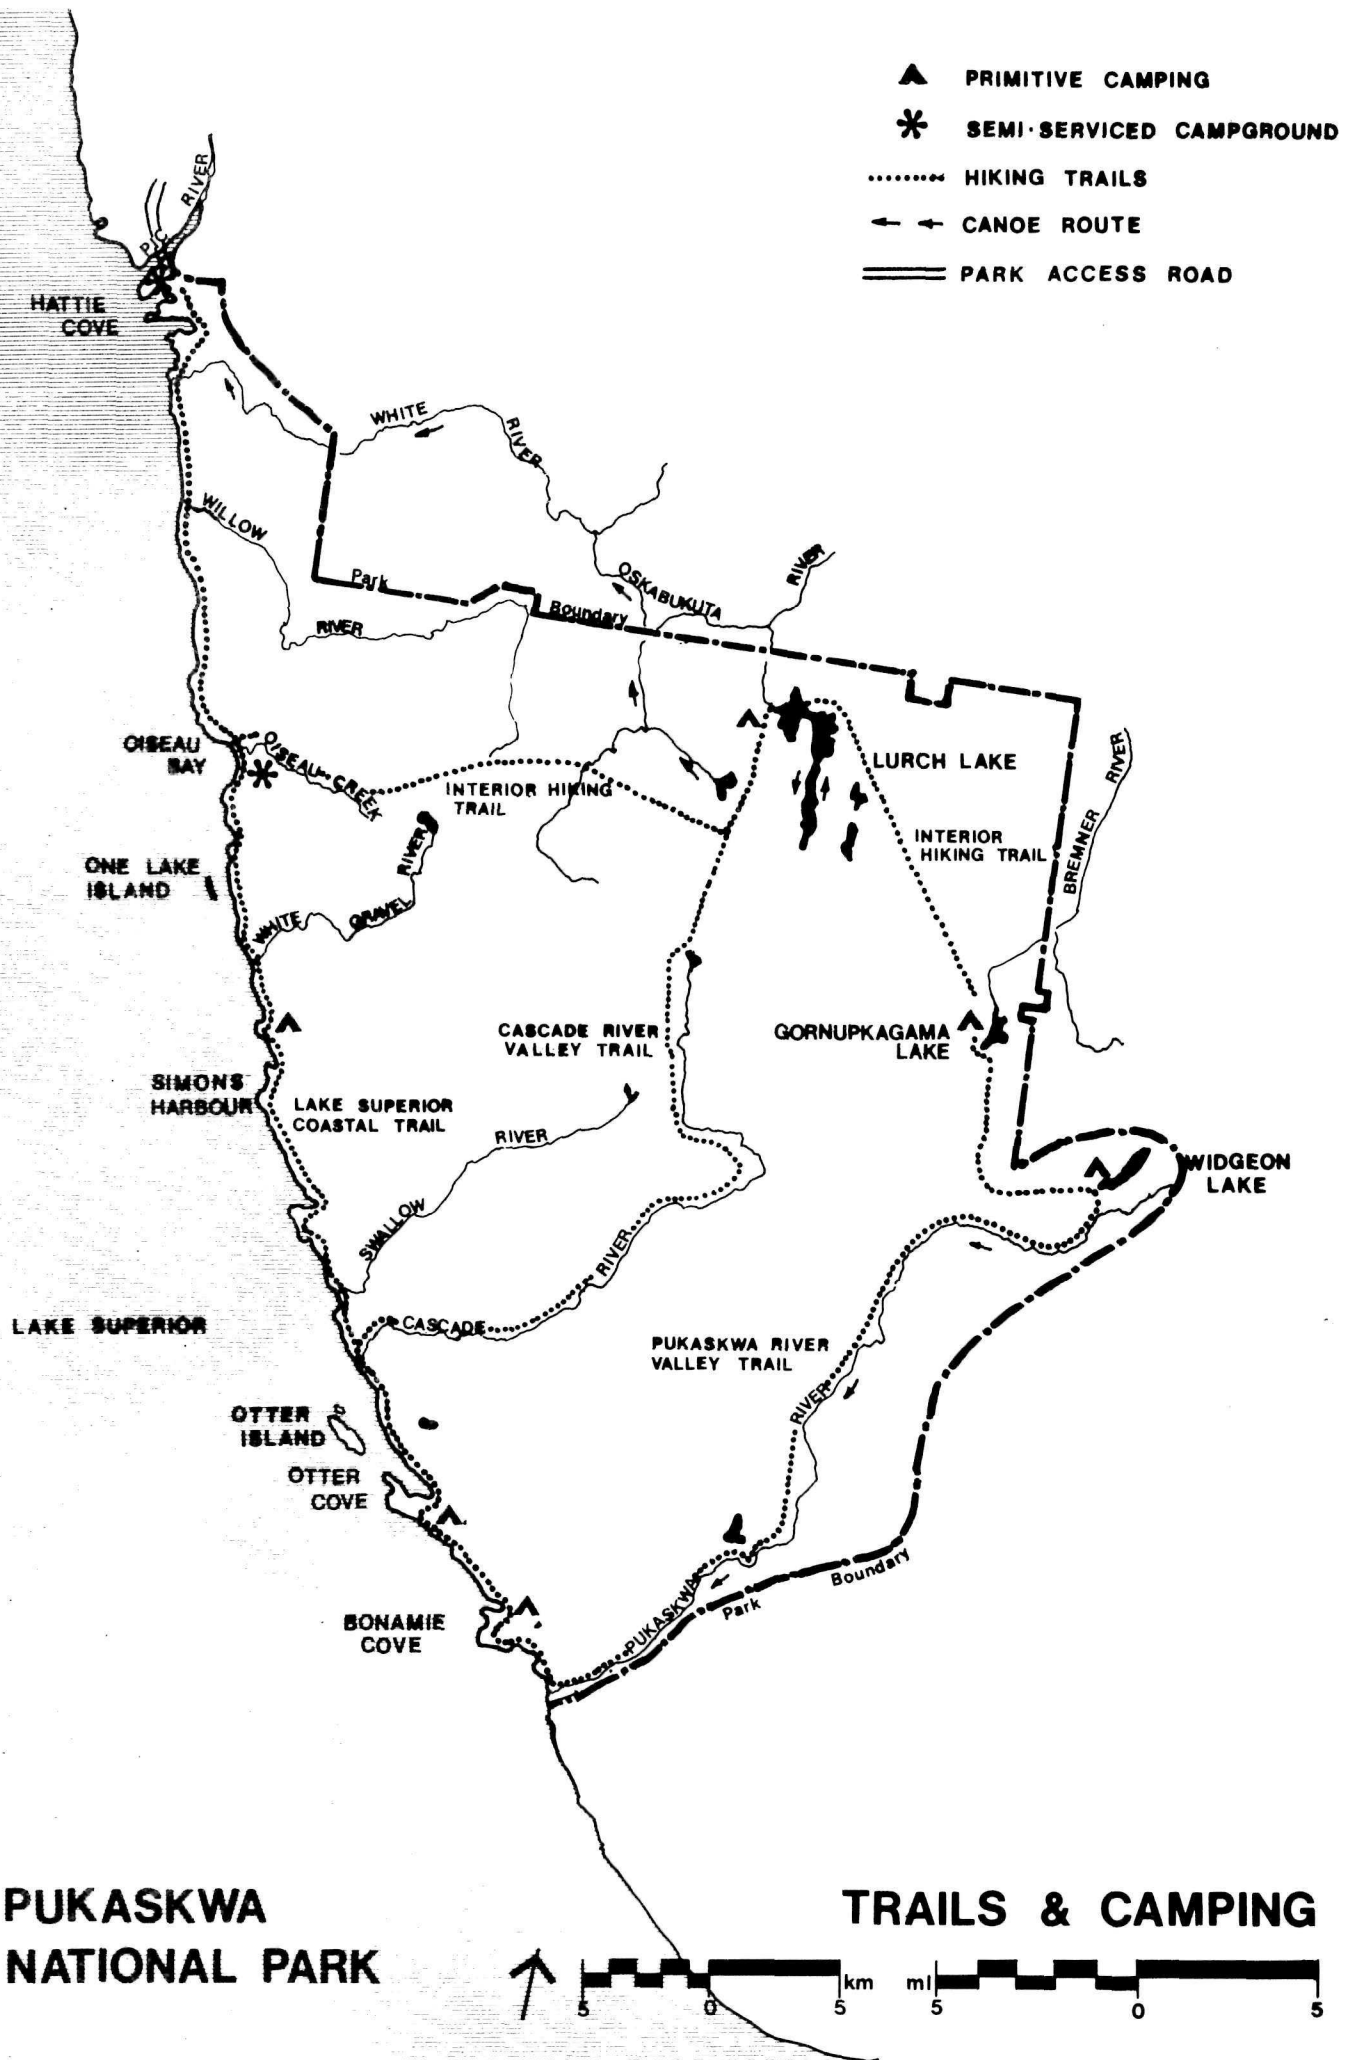 PRIMITIVE CAMPING
SEMI·SERVICED CAMPGROUND
HIKING TRAILS
CANOE ROUTE
PARK ACCESS ROAD
PIC RIVER
HATTIE
COVE
WHITE RIVER
WILLOW
RIVER
Park
Boundary
OSKABUKUTA
RIVER
OISEAU
BAY
OISEAU CREEK
INTERIOR HIKING
TRAIL
LURCH LAKE
INTERIOR
HIKING TRAIL
BREMNER RIVER
ONE LAKE
ISLAND
WHITE GRAVEL RIVER
CASCADE RIVER
VALLEY TRAIL
GORNUPKAGAMA
LAKE
SIMONS
HARBOUR
LAKE SUPERIOR
COASTAL TRAIL
SWALLOW RIVER
WIDGEON
LAKE
CASCADE RIVER
LAKE SUPERIOR
PUKASKWA RIVER
VALLEY TRAIL
OTTER
ISLAND
OTTER
COVE
RIVER
PUKASKWA
Park Boundary
BONAMIE
COVE
PUKASKWA
NATIONAL PARK
TRAILS & CAMPING
km
5 0 5
ml
5 0 5